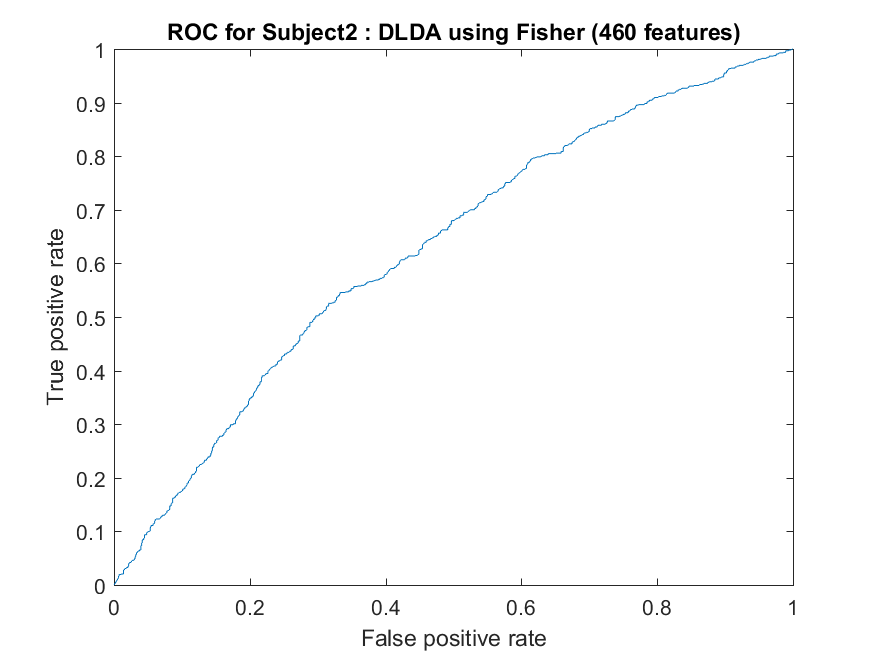 ROC for Subject2 : DLDA using Fisher (460 features)
1
0.9
0.8
0.7
0.6
0.5
0.4
0.3
0.2
0.1
0
True positive rate
0 0.2 0.4 0.6 0.8 1
False positive rate